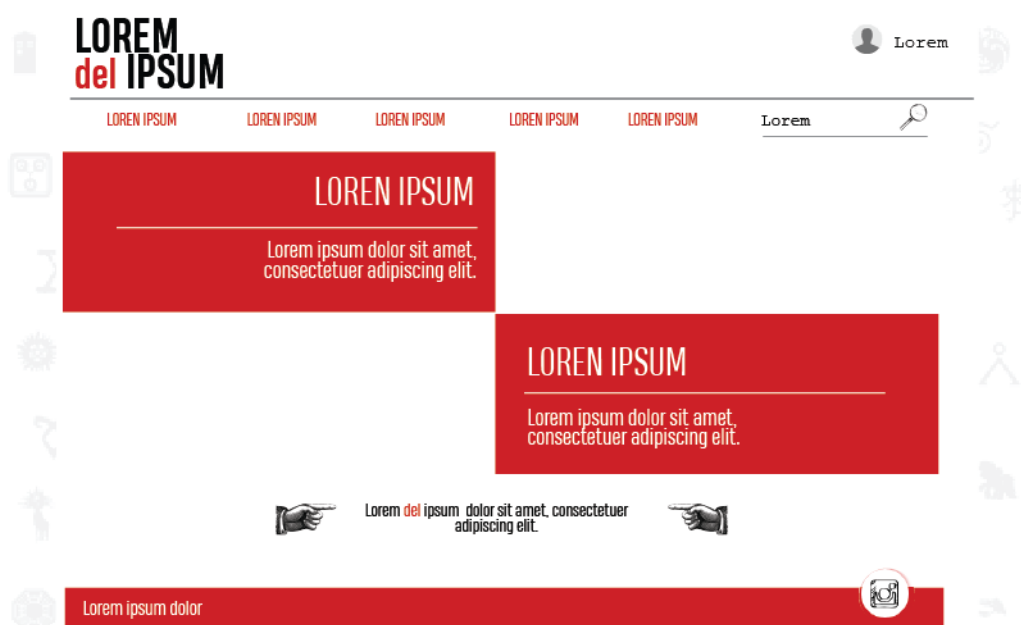 LOREM
del IPSUM
Lorem
LOREN IPSUM LOREN IPSUM LOREN IPSUM LOREN IPSUM LOREN IPSUM
Lorem
LOREN IPSUM
Lorem ipsum dolor sit amet,
consectetuer adipiscing elit.
LOREN IPSUM
Lorem ipsum dolor sit amet,
consectetuer adipiscing elit.
Lorem del ipsum dolor sit amet, consectetuer
adipiscing elit.
Lorem ipsum dolor